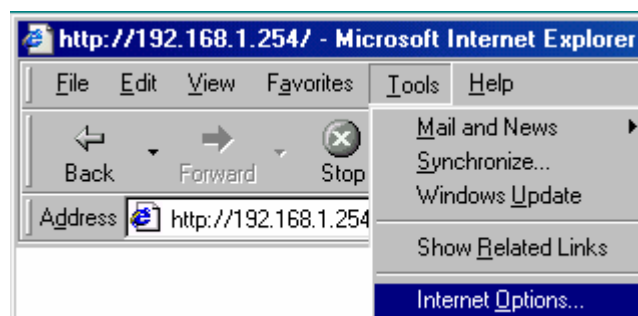 http://192.168.1.254/ - Microsoft Internet Explorer
File Edit View Favorites Tools Help
Back Forward Stop
Address http://192.168.1.254
Mail and News
Synchronize...
Windows Update
Show Related Links
Internet Options...